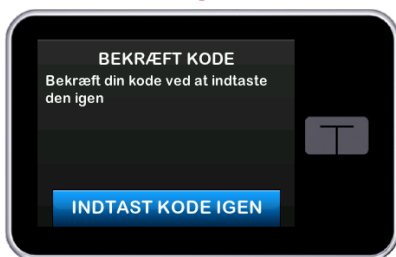 BEKRÆFT KODE
Bekræft din kode ved at indtaste
den igen
INDTAST KODE IGEN